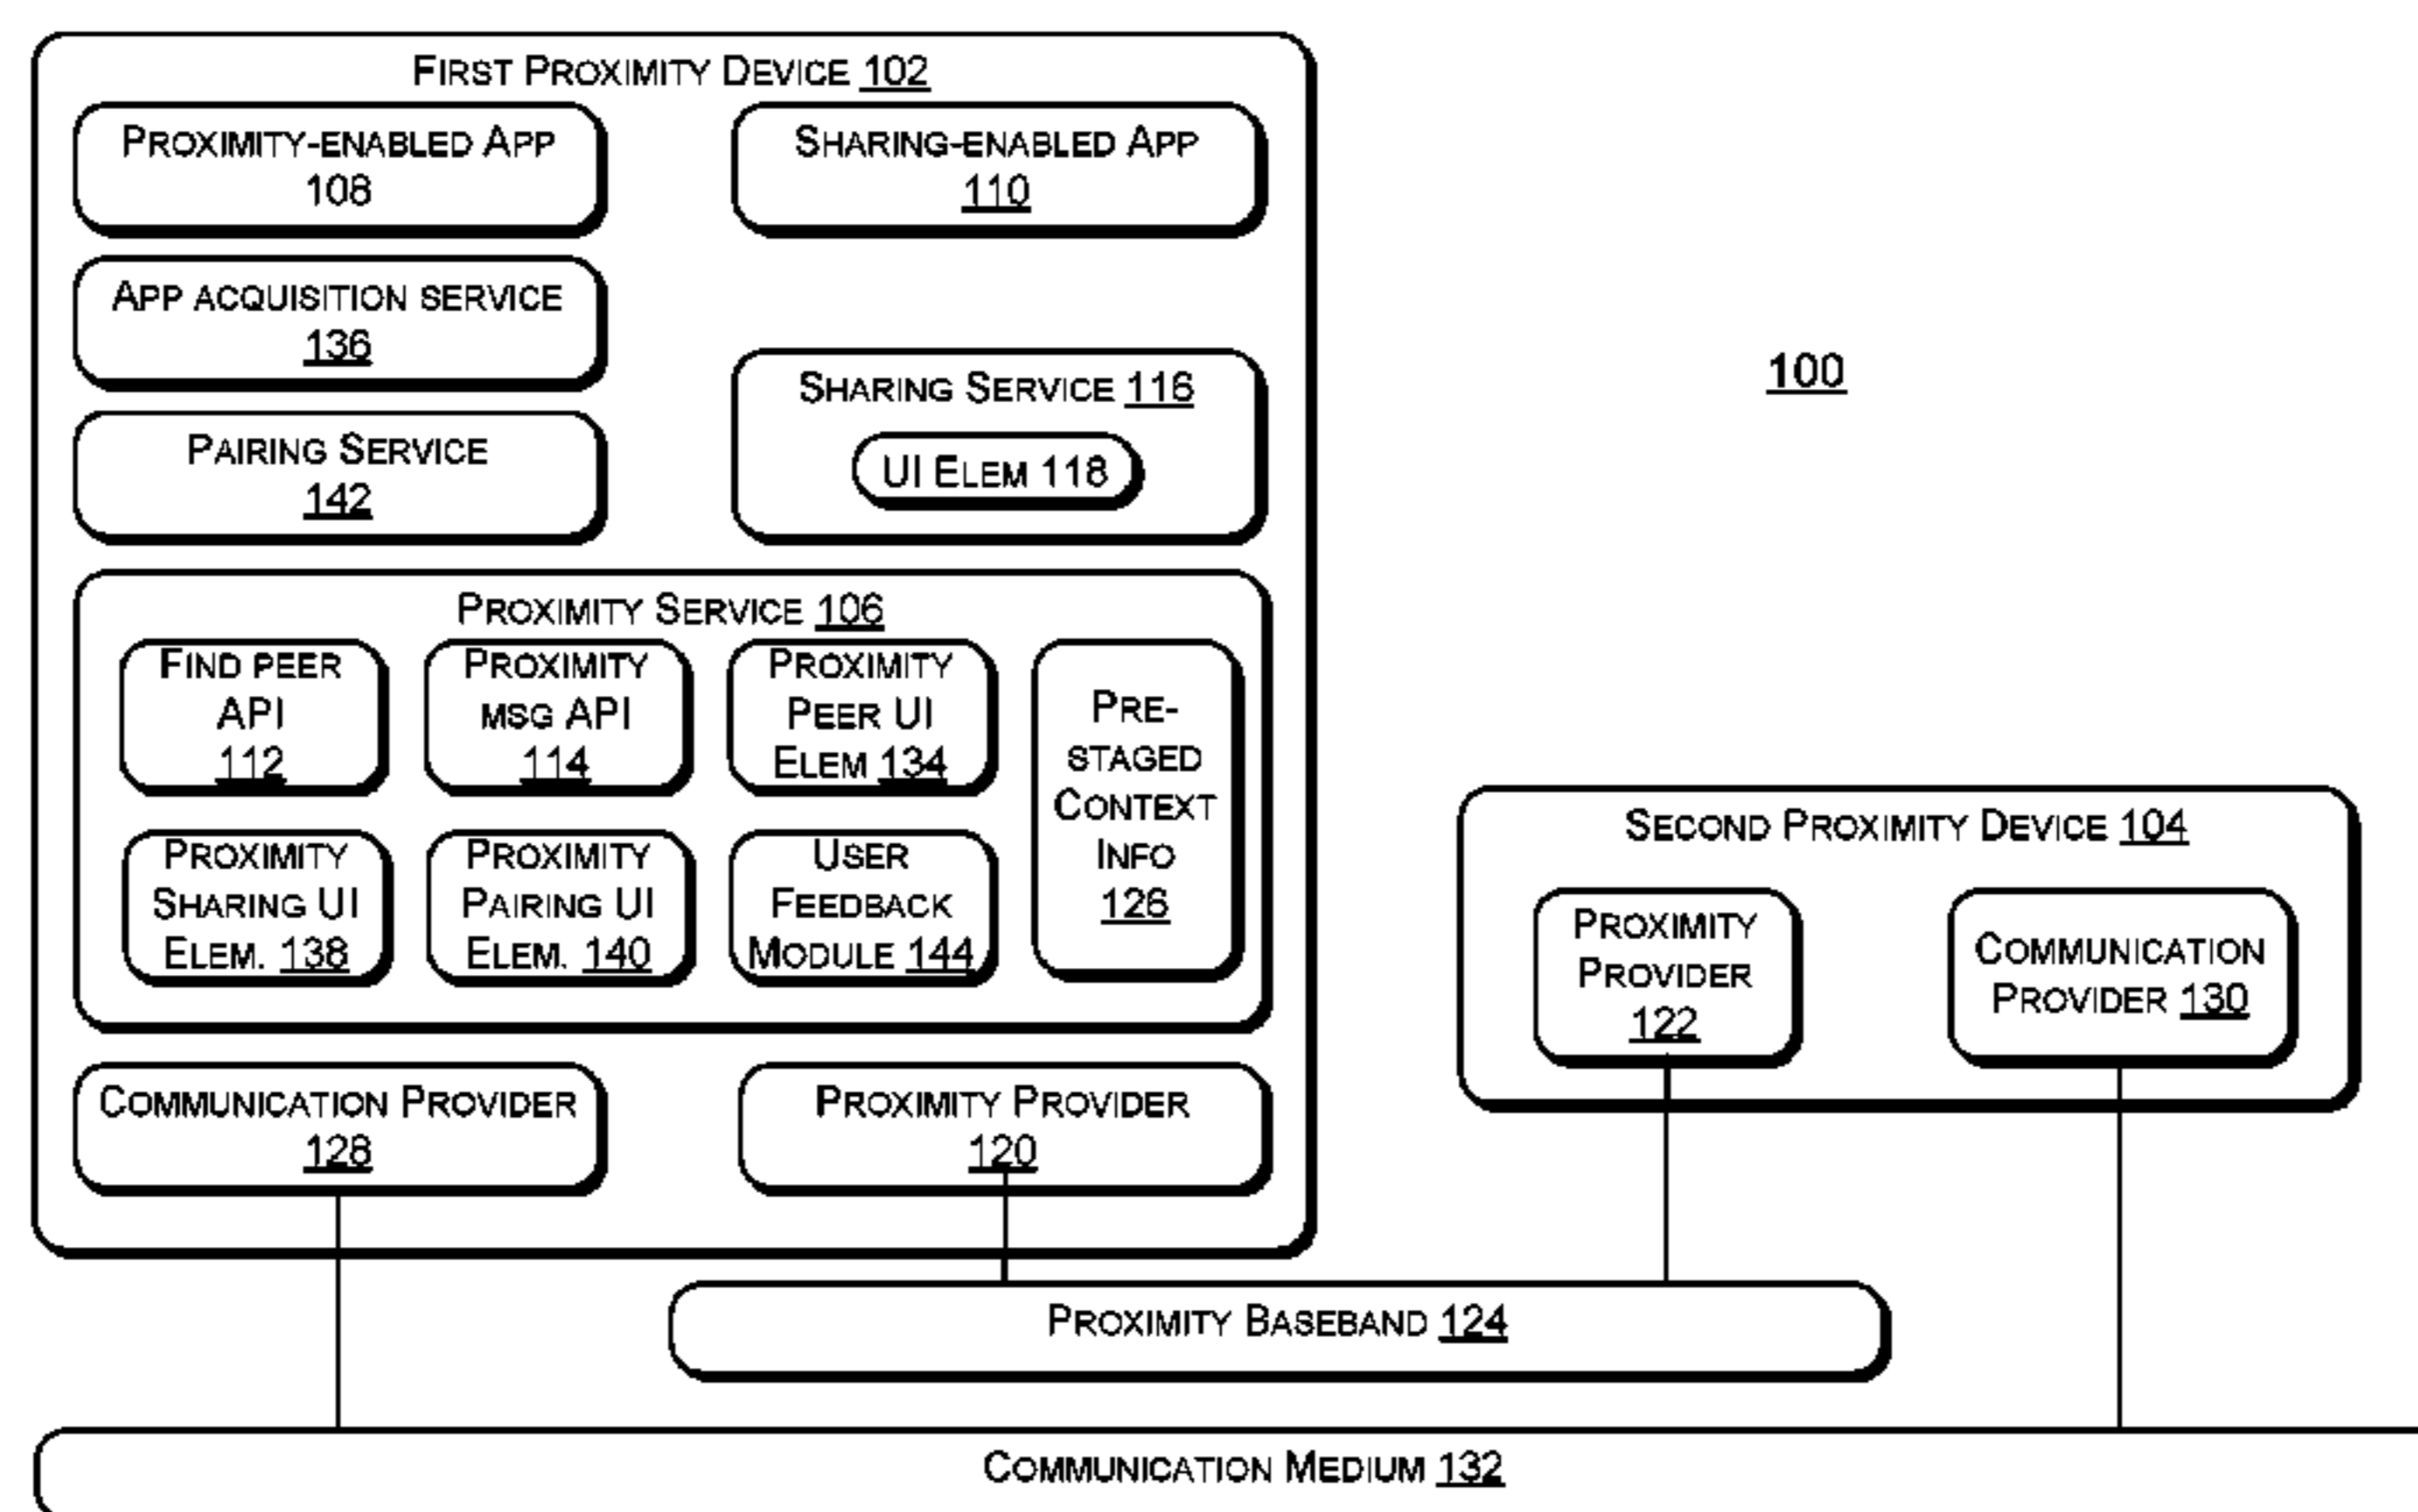 First Proximity Device 102
Proximity-enabled App
108
Sharing-enabled App
110
App acquisition service
136
Sharing Service 116
UI Elem 118
Pairing Service
142
100
Proximity Service 106
Find peer
API
112
Proximity
msg API
114
Proximity
Peer UI
Elem 134
Pre-
staged
Context
Info
126
Proximity
Sharing UI
Elem. 138
Proximity
Pairing UI
Elem. 140
User
Feedback
Module 144
Second Proximity Device 104
Proximity
Provider
122
Communication
Provider 130
Communication Provider
128
Proximity Provider
120
Proximity Baseband 124
Communication Medium 132